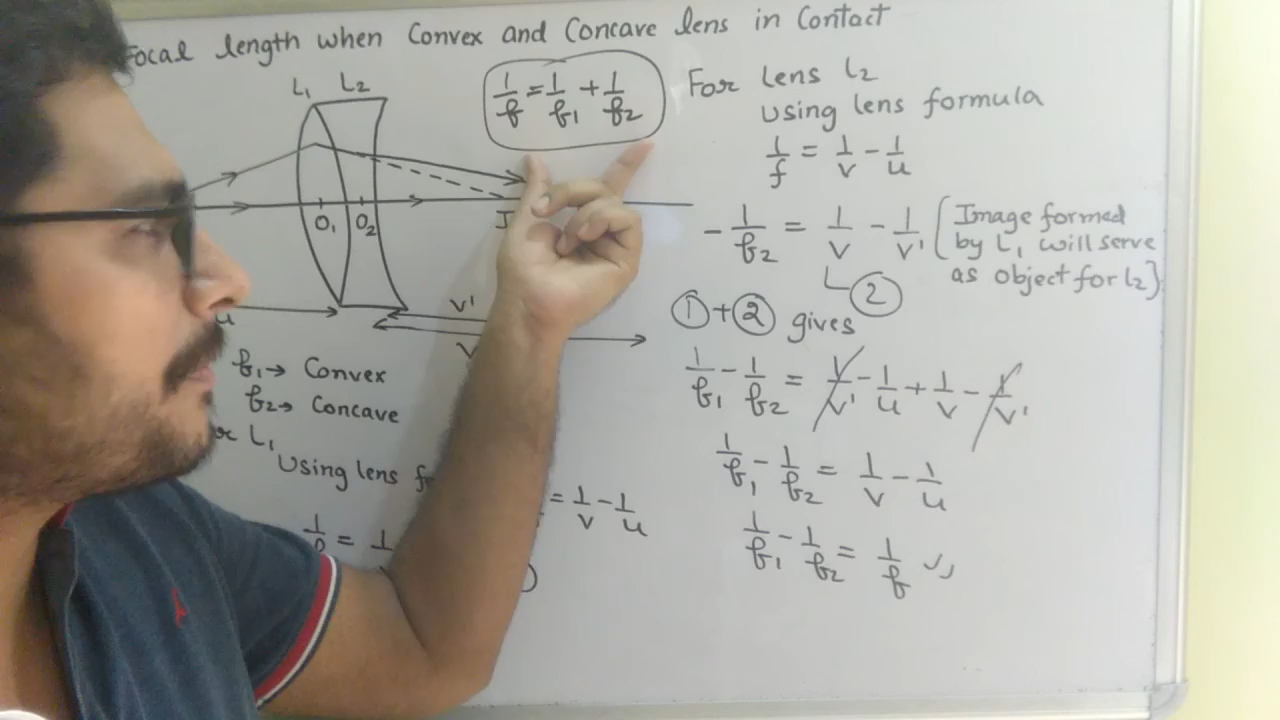 Focal length when Convex and Concave lens in Contact
L₁ L₂
1/f = 1/f₁ + 1/f₂
O₁ O₂ I
u
V'
V
f₁→ Convex
f₂→ Concave
L₁
Using lens
= 1/v - 1/u
For lens L₂
using lens formula
1/f = 1/v - 1/u
- 1/f₂ = 1/v - 1/v' (Image formed
by L₁ will serve
as object for L₂)
②
①+② gives
1/f₁ - 1/f₂ = 1/v' - 1/u + 1/v - 1/v'
1/f₁ - 1/f₂ = 1/v - 1/u
1/f₁ - 1/f₂ = 1/f